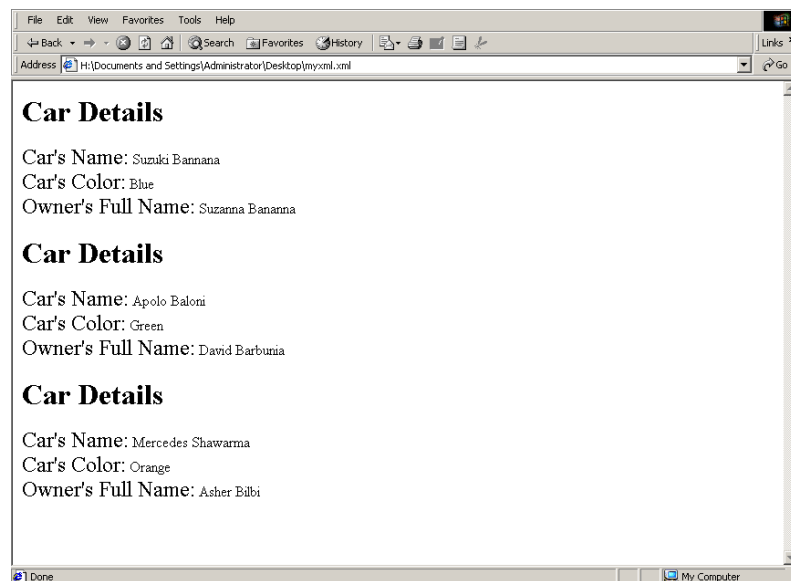 File Edit View Favorites Tools Help
Back Search Favorites History Links
Address H:\Documents and Settings\Administrator\Desktop\myxml.xml Go
Car Details
Car's Name: Suzuki Bannana
Car's Color: Blue
Owner's Full Name: Suzanna Bananna
Car Details
Car's Name: Apolo Baloni
Car's Color: Green
Owner's Full Name: David Barbunia
Car Details
Car's Name: Mercedes Shawarma
Car's Color: Orange
Owner's Full Name: Asher Bilbi
Done My Computer